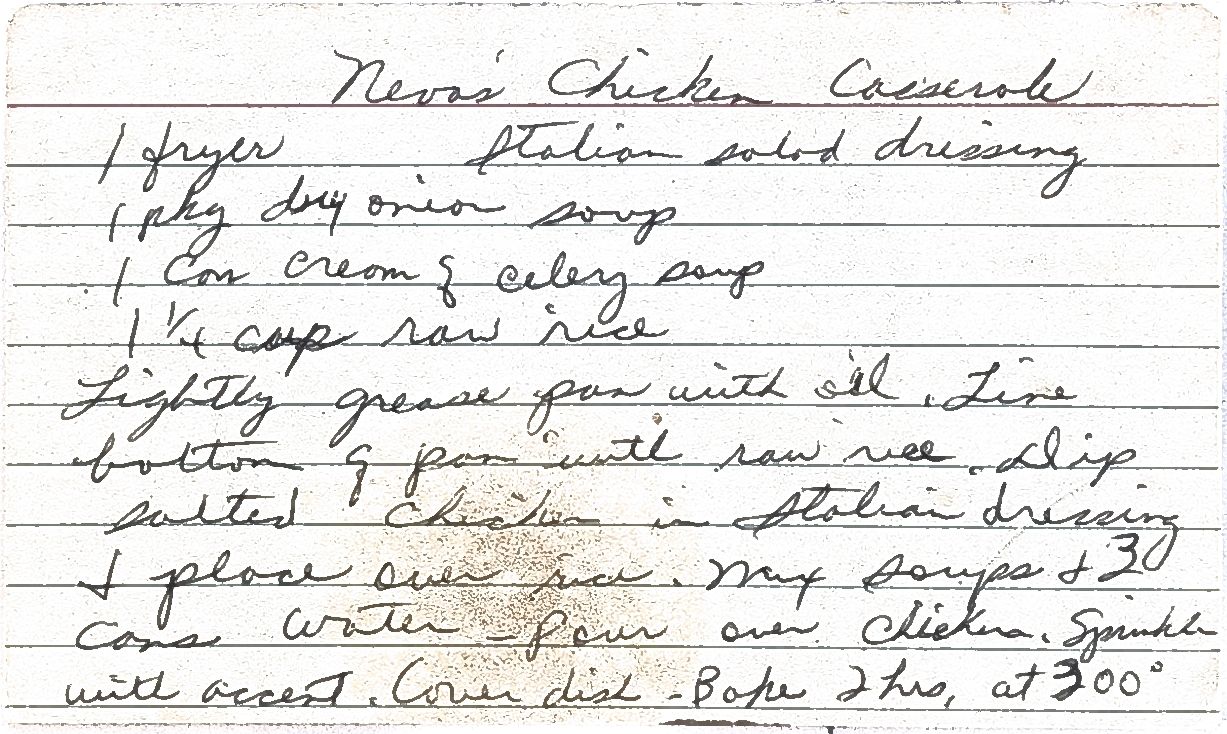 Neva's Chicken Casserole
1 fryer Italian salad dressing
1 pkg dry onion soup
1 can cream of celery soup
1 1/4 cup raw rice
Lightly grease pan with oil. Line
bottom of pan with raw rice. Dip
salted chicken in Italian dressing
& place over rice. Mix soups & 3
cans water - pour over chicken. Sprinkle
with accent. Cover dish - Bake 2 hrs, at 300°